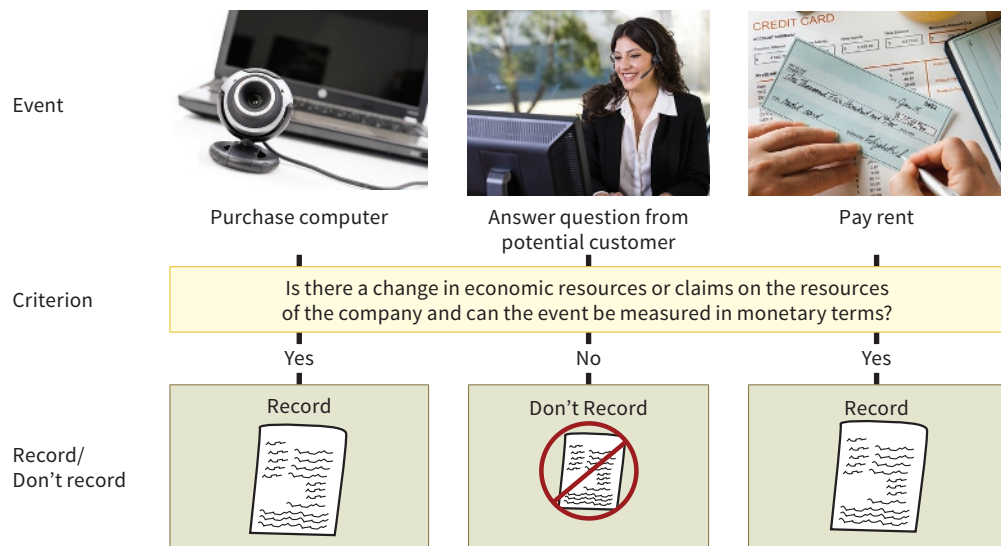 Event
CREDIT CARD
Purchase computer
Answer question from
potential customer
Pay rent
Criterion
Is there a change in economic resources or claims on the resources
of the company and can the event be measured in monetary terms?
Yes
No
Yes
Record/
Don’t record
Record
Don’t Record
Record